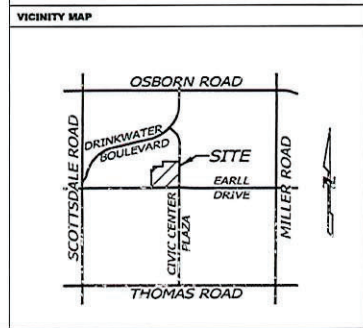 VICINITY MAP
OSBORN ROAD
DRINKWATER
BOULEVARD
SITE
SCOTTSDALE ROAD
EARLL
DRIVE
CIVIC CENTER
PLAZA
MILLER ROAD
THOMAS ROAD